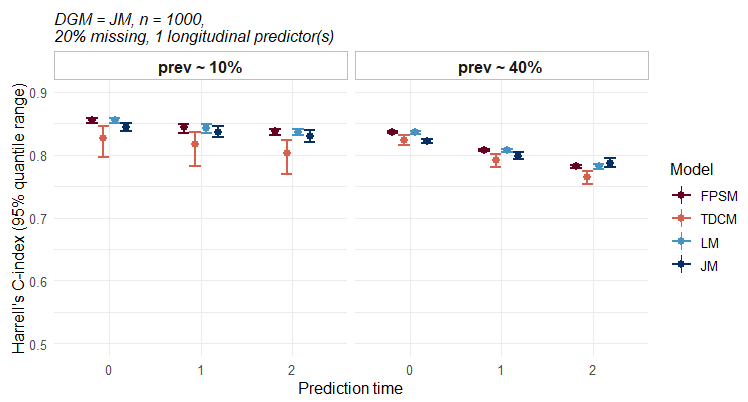 DGM = JM, n = 1000,
20% missing, 1 longitudinal predictor(s)
prev ~ 10%
prev ~ 40%
Harrell's C-index (95% quantile range)
0.9
0.8
0.7
0.6
0.5
0
1
2
0
1
2
Prediction time
Model
FPSM
TDCM
LM
JM